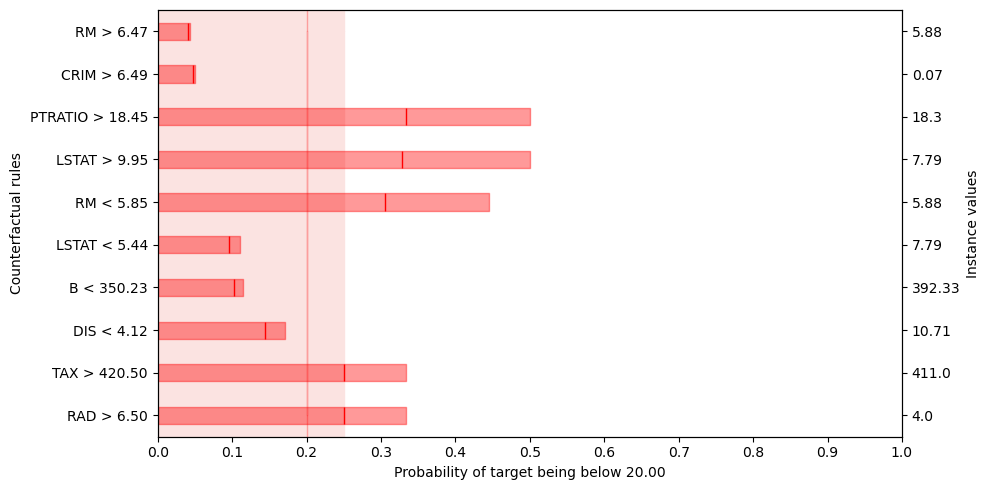 Counterfactual rules
RM > 6.47
CRIM > 6.49
PTRATIO > 18.45
LSTAT > 9.95
RM < 5.85
LSTAT < 5.44
B < 350.23
DIS < 4.12
TAX > 420.50
RAD > 6.50
5.88
0.07
18.3
7.79
5.88
7.79
392.33
10.71
411.0
4.0
Instance values
0.0 0.1 0.2 0.3 0.4 0.5 0.6 0.7 0.8 0.9 1.0
Probability of target being below 20.00